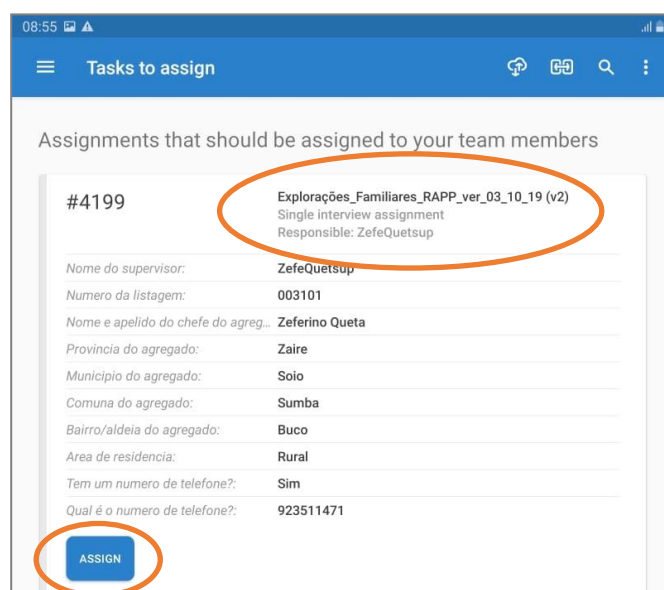 08:55
Tasks to assign
Assignments that should be assigned to your team members
#4199
Explorações_Familiares_RAPP_ver_03_10_19 (v2)
Single interview assignment
Responsible: ZefeQuetsup
Nome do supervisor: ZefeQuetsup
Numero da listagem: 003101
Nome e apelido do chefe do agreg... Zeferino Queta
Provincia do agregado: Zaire
Municipio do agregado: Soio
Comuna do agregado: Sumba
Bairro/aldeia do agregado: Buco
Area de residencia: Rural
Tem um numero de telefone?: Sim
Qual é o numero de telefone?: 923511471
ASSIGN